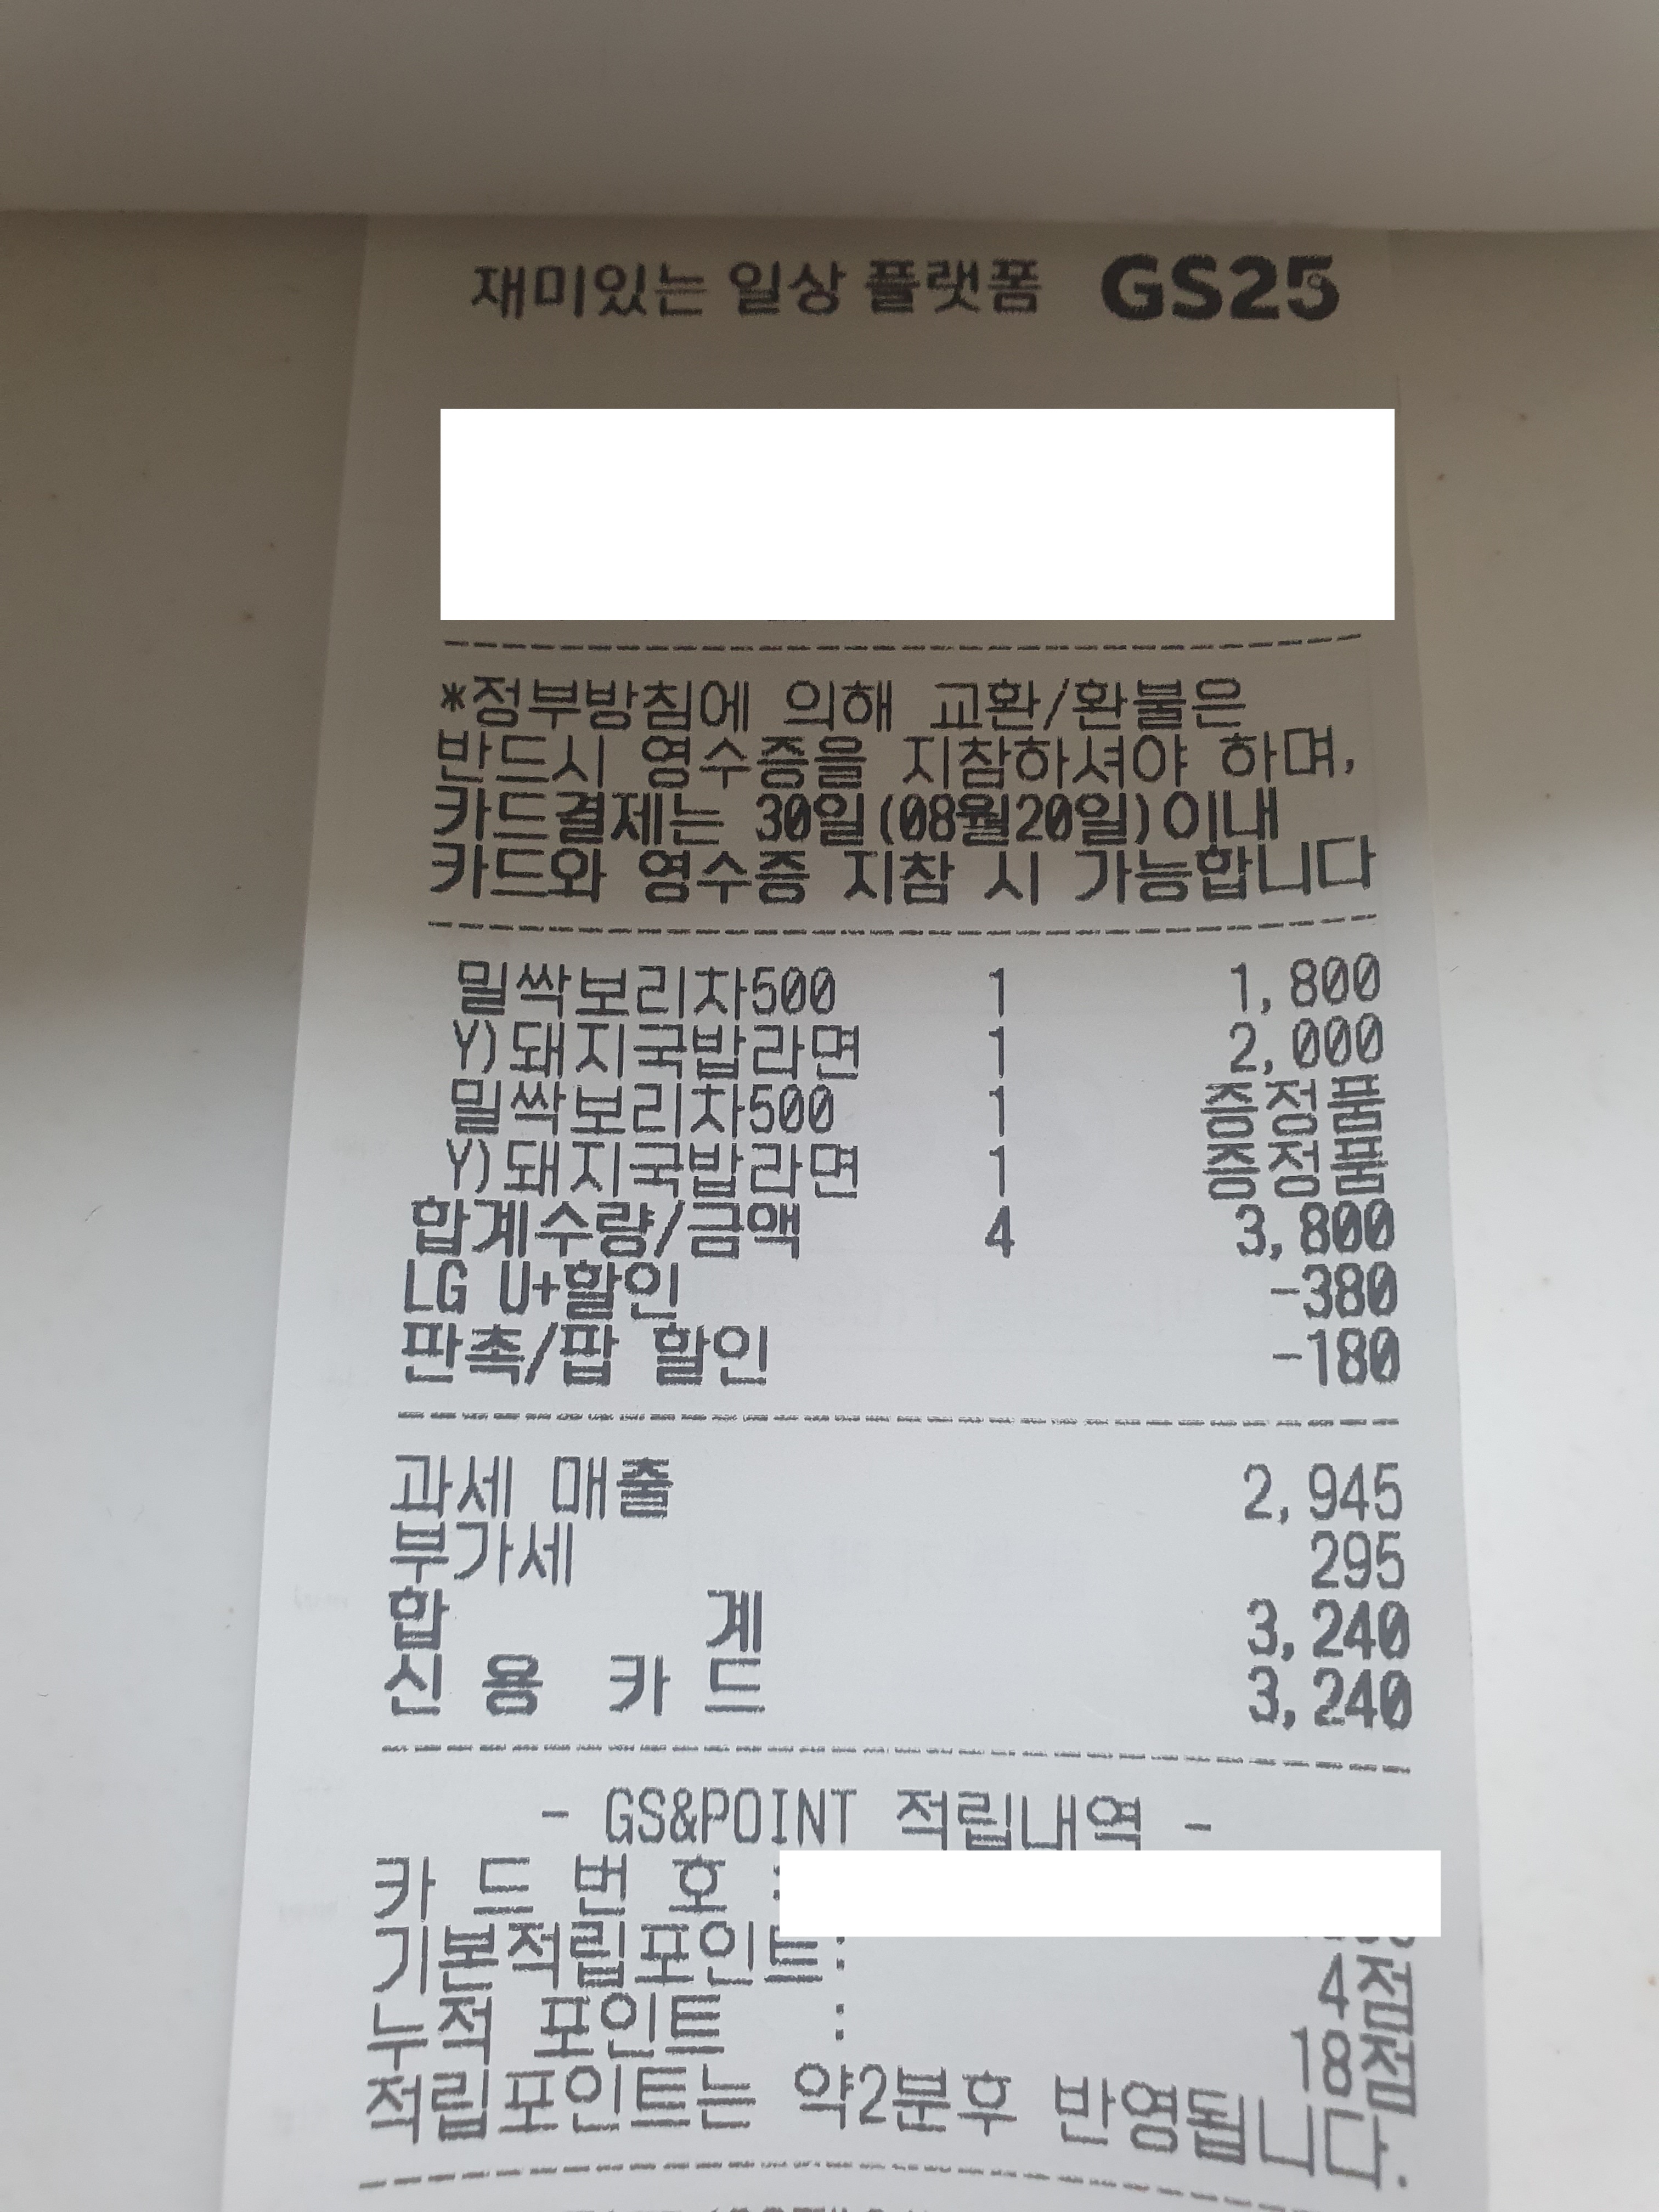 재미있는 일상 플랫폼 GS25
*정부방침에 의해 교환/환불은
반드시 영수증을 지참하셔야 하며,
카드결제는 30일(08월20일)이내
카드와 영수증 지참 시 가능합니다
밀싹보리차500 1 1,800
Y)돼지국밥라면 1 2,000
밀싹보리차500 1 증정품
Y)돼지국밥라면 1 증정품
합계수량/금액 4 3,800
LG U+할인 -380
판촉/팝 할인 -180
과세 매출 2,945
부가세 295
합 계 3,240
신 용 카 드 3,240
- GS&POINT 적립내역 -
카 드 번 호 :
기본적립포인트: 4점
누적 포인트 : 18점
적립포인트는 약2분후 반영됩니다.